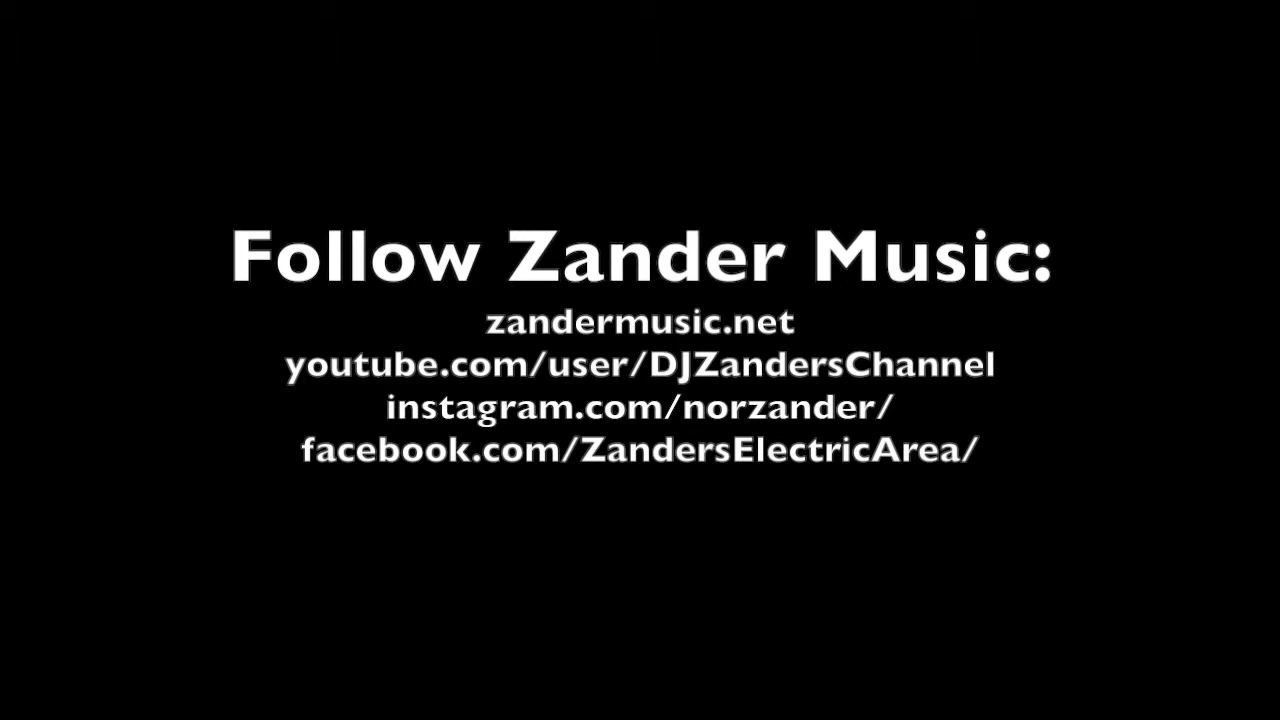 Follow Zander Music:
zandermusic.net
youtube.com/user/DJZandersChannel
instagram.com/norzander/
facebook.com/ZandersElectricArea/